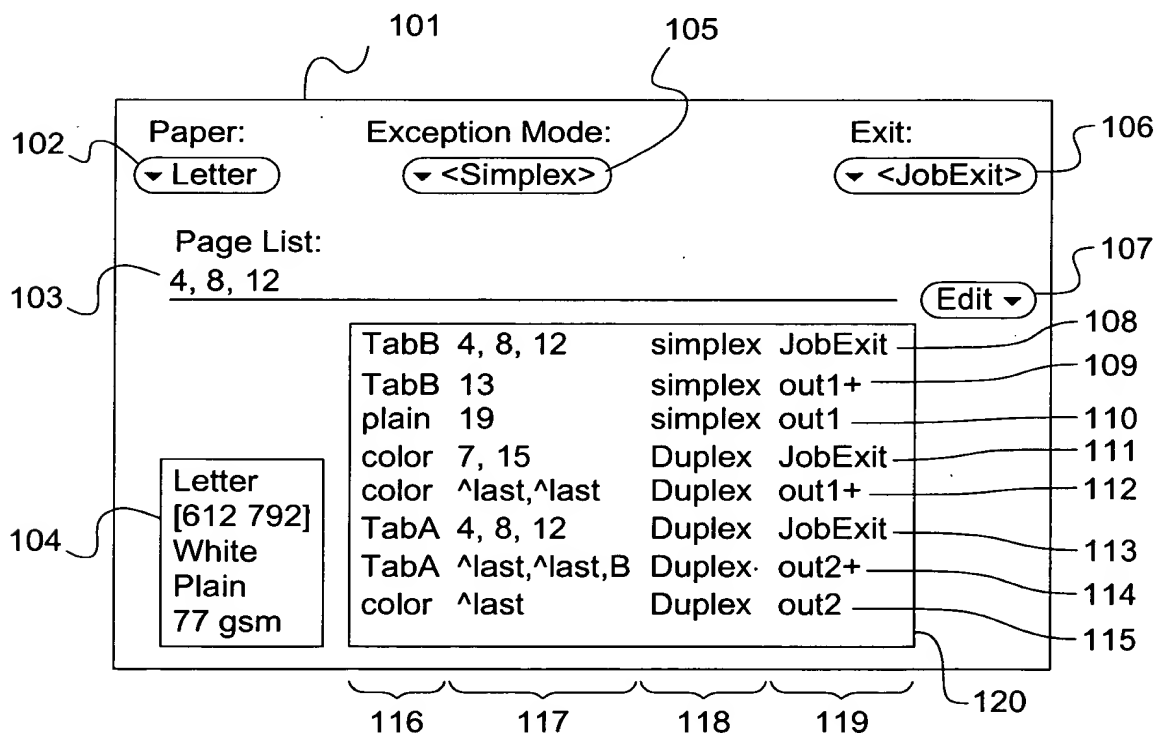 101
105
Paper: Exception Mode: Exit:
102
106
Letter <Simplex> <JobExit>
Page List:
107
4, 8, 12
103
Edit
108
TabB 4, 8, 12 simplex JobExit
109
TabB 13 simplex out1+
plain 19 simplex out1
110
color 7, 15 Duplex JobExit
111
color ^last,^last Duplex out1+
112
TabA 4, 8, 12 Duplex JobExit
113
TabA ^last,^last,B Duplex out2+
114
color ^last Duplex out2
115
104
Letter
[612 792]
White
Plain
77 gsm
120
116 117 118 119